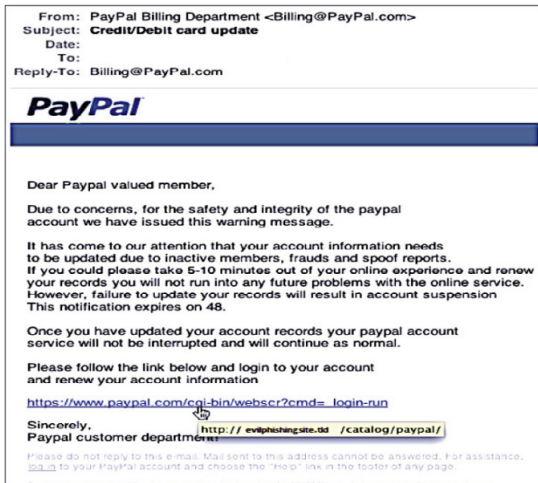 From: PayPal Billing Department <Billing@PayPal.com>
Subject: Credit/Debit card update
Date:
To:
Reply-To: Billing@PayPal.com
PayPal
Dear Paypal valued member,
Due to concerns, for the safety and integrity of the paypal
account we have issued this warning message.
It has come to our attention that your account information needs
to be updated due to inactive members, frauds and spoof reports.
If you could please take 5-10 minutes out of your online experience and renew
your records you will not run into any future problems with the online service.
However, failure to update your records will result in account suspension
This notification expires on 48.
Once you have updated your account records your paypal account
service will not be interrupted and will continue as normal.
Please follow the link below and login to your account
and renew your account information
https://www.paypal.com/cgi-bin/webscr?cmd=_login-run
Sincerely,
http:// evilphishingsite.tld /catalog/paypal/
Paypal customer department!
Please do not reply to this e-mail. Mail sent to this address cannot be answered. For assistance,
log in to your PayPal account and choose the "Help" link in the footer of any page.